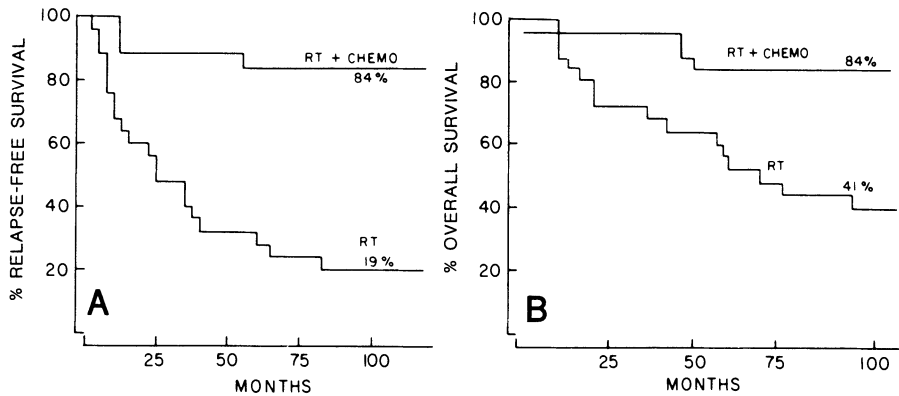 % RELAPSE-FREE SURVIVAL
100
80
60
40
20
RT + CHEMO
84%
RT
19%
A
25
50
75
100
MONTHS
% OVERALL SURVIVAL
100
80
60
40
20
RT + CHEMO
84%
RT
41%
B
25
50
75
100
MONTHS